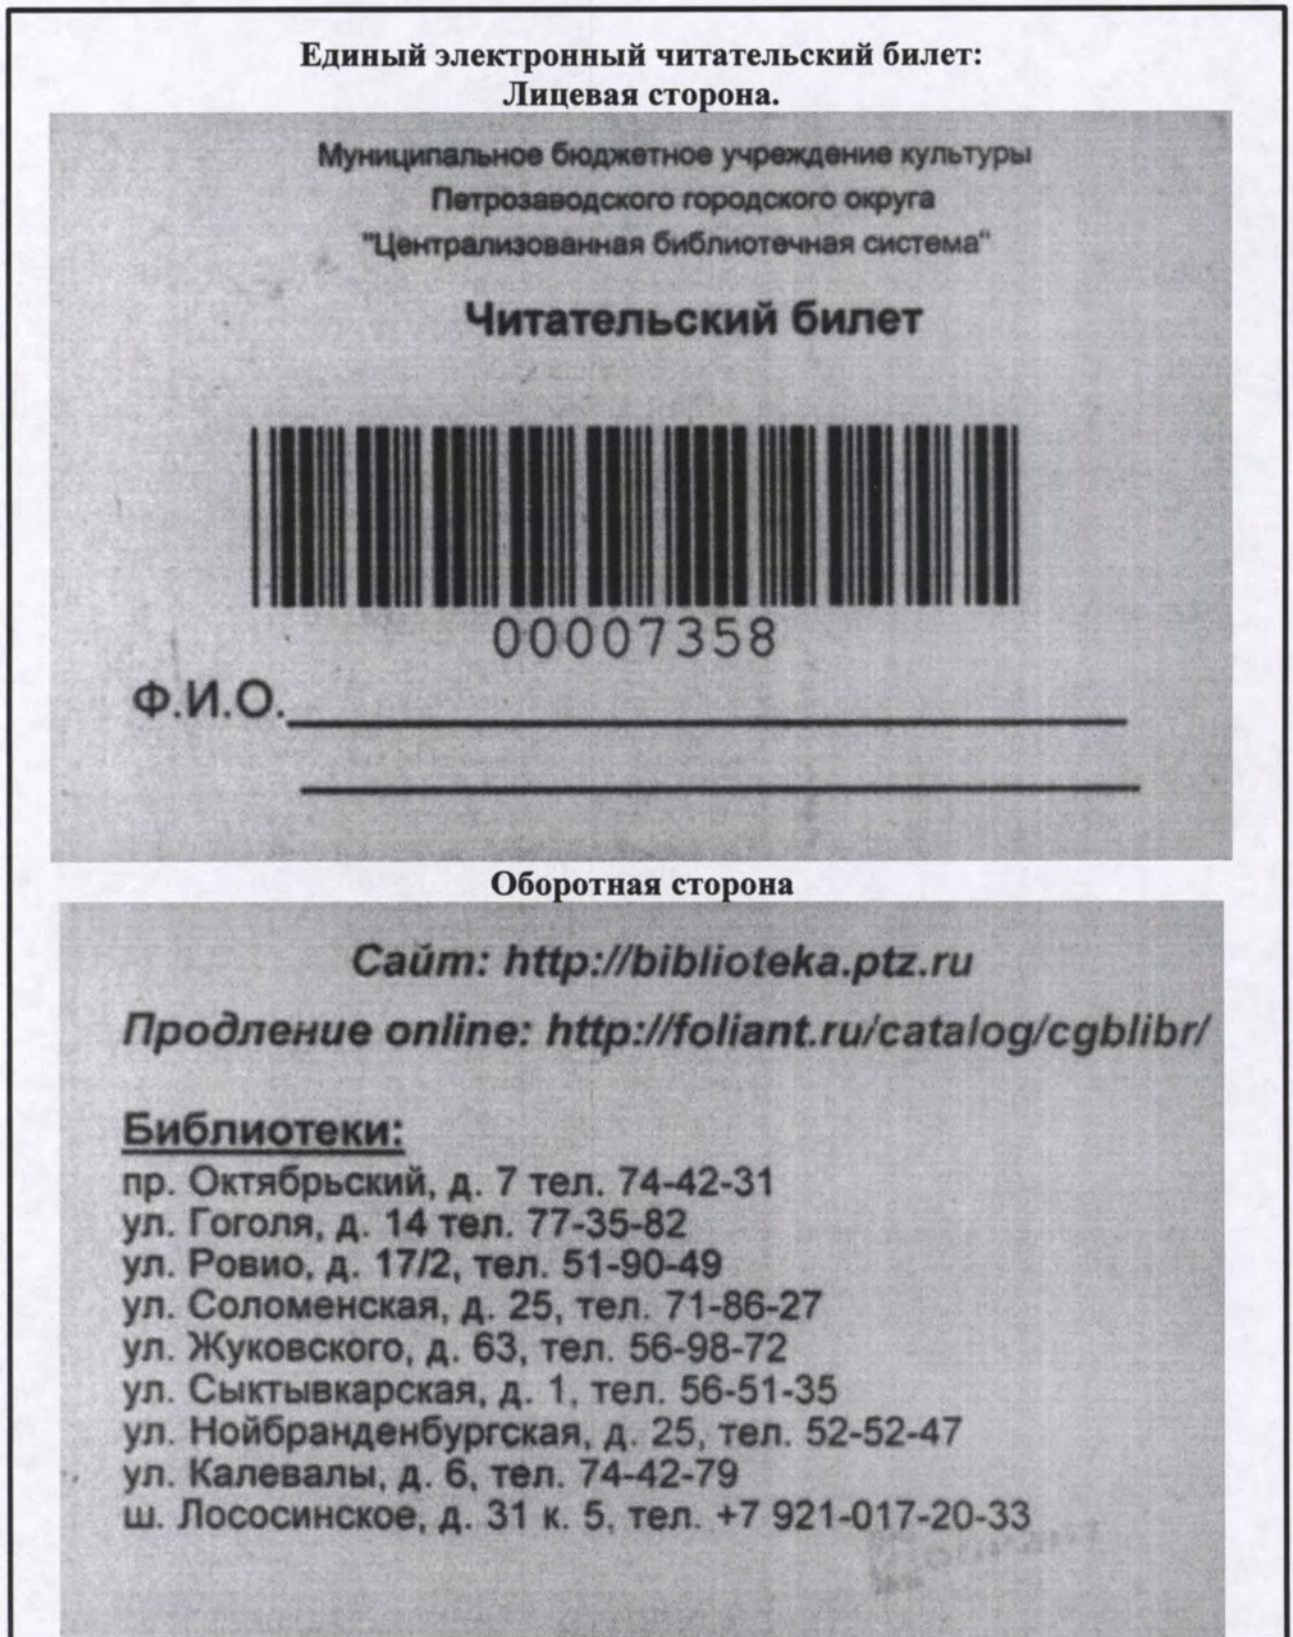 Единый электронный читательский билет:
Лицевая сторона.
Муниципальное бюджетное учреждение культуры
Петрозаводского городского округа
"Централизованная библиотечная система"
Читательский билет
00007358
Ф.И.О.
Оборотная сторона
Сайт: http://biblioteka.ptz.ru
Продление online: http://foliant.ru/catalog/cgblibr/
Библиотеки:
пр. Октябрьский, д. 7 тел. 74-42-31
ул. Гоголя, д. 14 тел. 77-35-82
ул. Ровио, д. 17/2, тел. 51-90-49
ул. Соломенская, д. 25, тел. 71-86-27
ул. Жуковского, д. 63, тел. 56-98-72
ул. Сыктывкарская, д. 1, тел. 56-51-35
ул. Нойбранденбургская, д. 25, тел. 52-52-47
ул. Калевалы, д. 6, тел. 74-42-79
ш. Лососинское, д. 31 к. 5, тел. +7 921-017-20-33